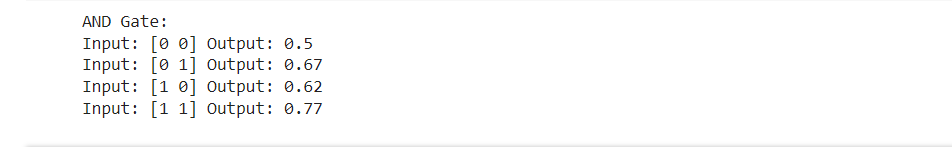 AND Gate:
Input: [0 0] Output: 0.5
Input: [0 1] Output: 0.67
Input: [1 0] Output: 0.62
Input: [1 1] Output: 0.77